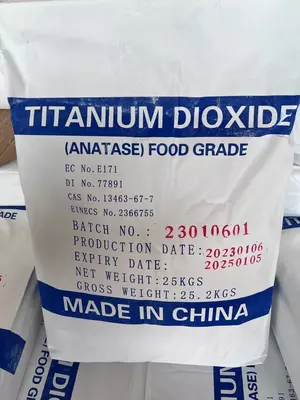 TITANIUM DIOXIDE
(ANATASE) FOOD GRADE
EC No.E171
DI No.77891
CAS No.13463-67-7
EINECS No.2366755
BATCH NO.: 23010601
PRODUCTION DATE: 20230106
EXPIRY DATE: 20250105
NET WEIGHT:25KGS
GROSS WEIGHT:25.2KGS
MADE IN CHINA